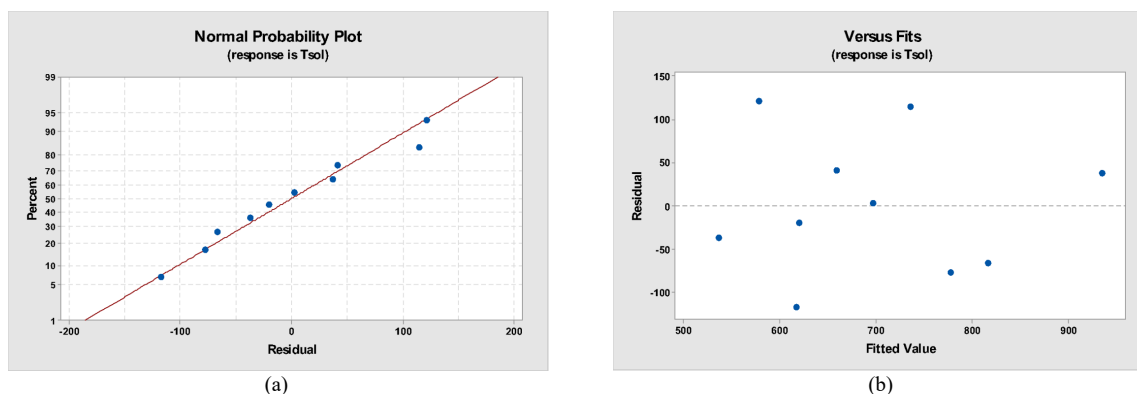 Normal Probability Plot
(response is Tsol)
99
95
90
80
70
60
50
40
30
20
10
5
1
Percent
-200
-100
0
100
200
Residual
(a)
Versus Fits
(response is Tsol)
150
100
50
0
-50
-100
Residual
500
600
700
800
900
Fitted Value
(b)